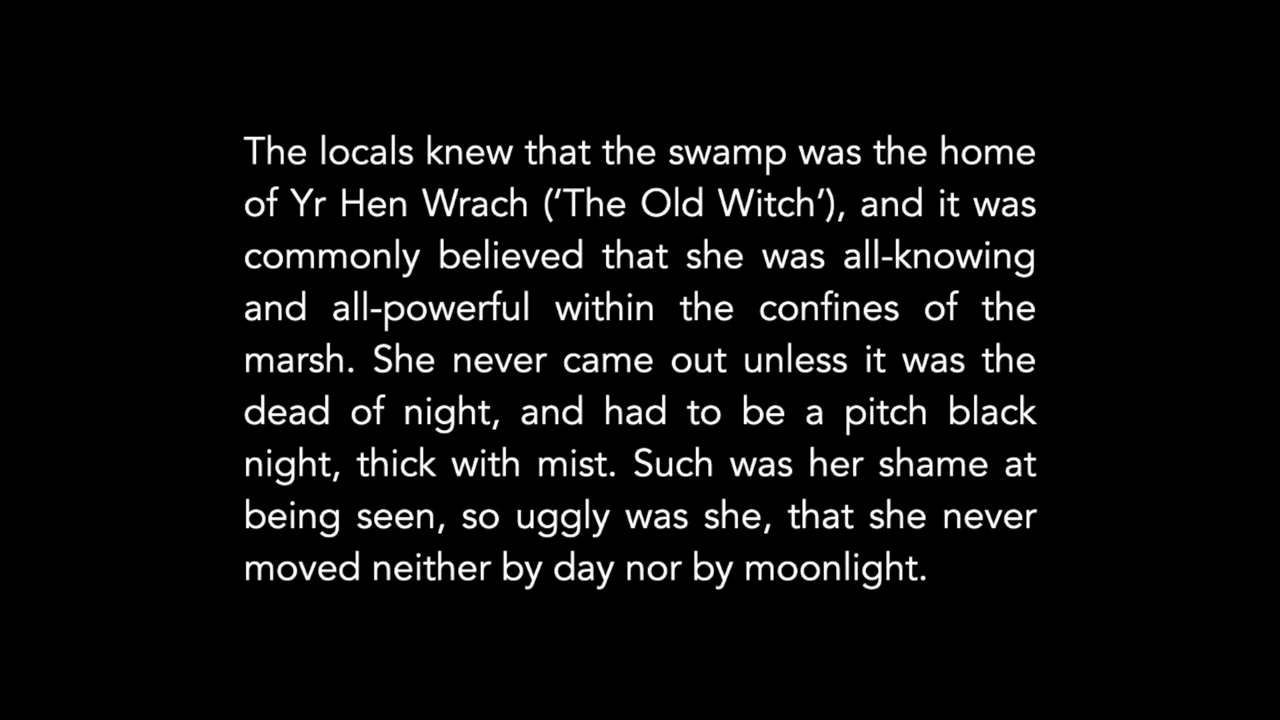 The locals knew that the swamp was the home
of Yr Hen Wrach (‘The Old Witch’), and it was
commonly believed that she was all-knowing
and all-powerful within the confines of the
marsh. She never came out unless it was the
dead of night, and had to be a pitch black
night, thick with mist. Such was her shame at
being seen, so uggly was she, that she never
moved neither by day nor by moonlight.